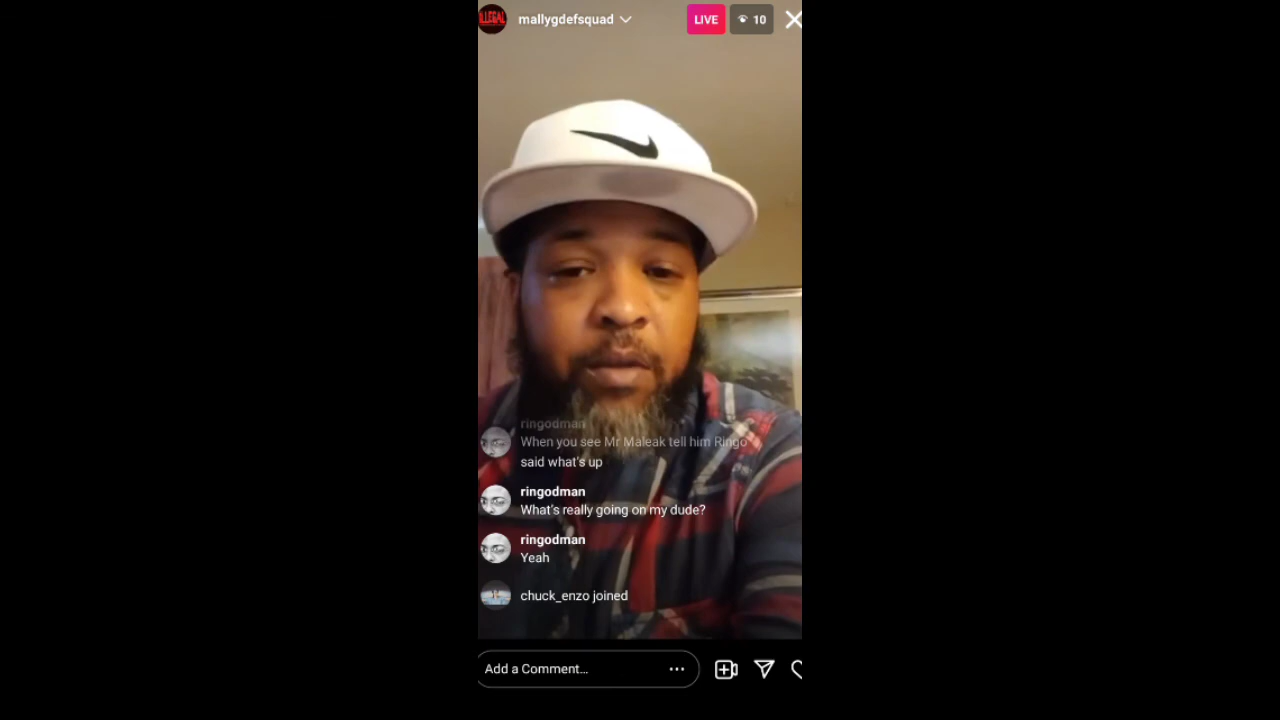 ILLEGAL
mallygdefsquad
LIVE
10
ringodman
When you see Mr Maleak tell him Ringo
said what's up
ringodman
What's really going on my dude?
ringodman
Yeah
chuck_enzo joined
Add a Comment...